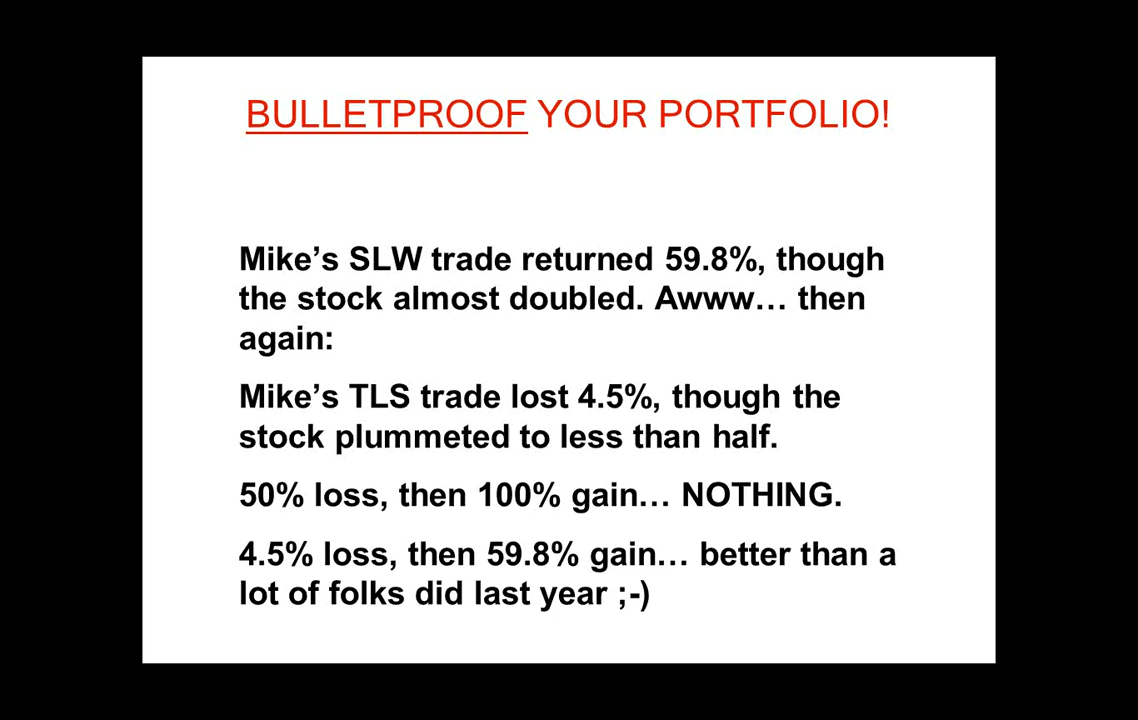 BULLETPROOF YOUR PORTFOLIO!
Mike’s SLW trade returned 59.8%, though
the stock almost doubled. Awww… then
again:
Mike’s TLS trade lost 4.5%, though the
stock plummeted to less than half.
50% loss, then 100% gain… NOTHING.
4.5% loss, then 59.8% gain… better than a
lot of folks did last year ;-)